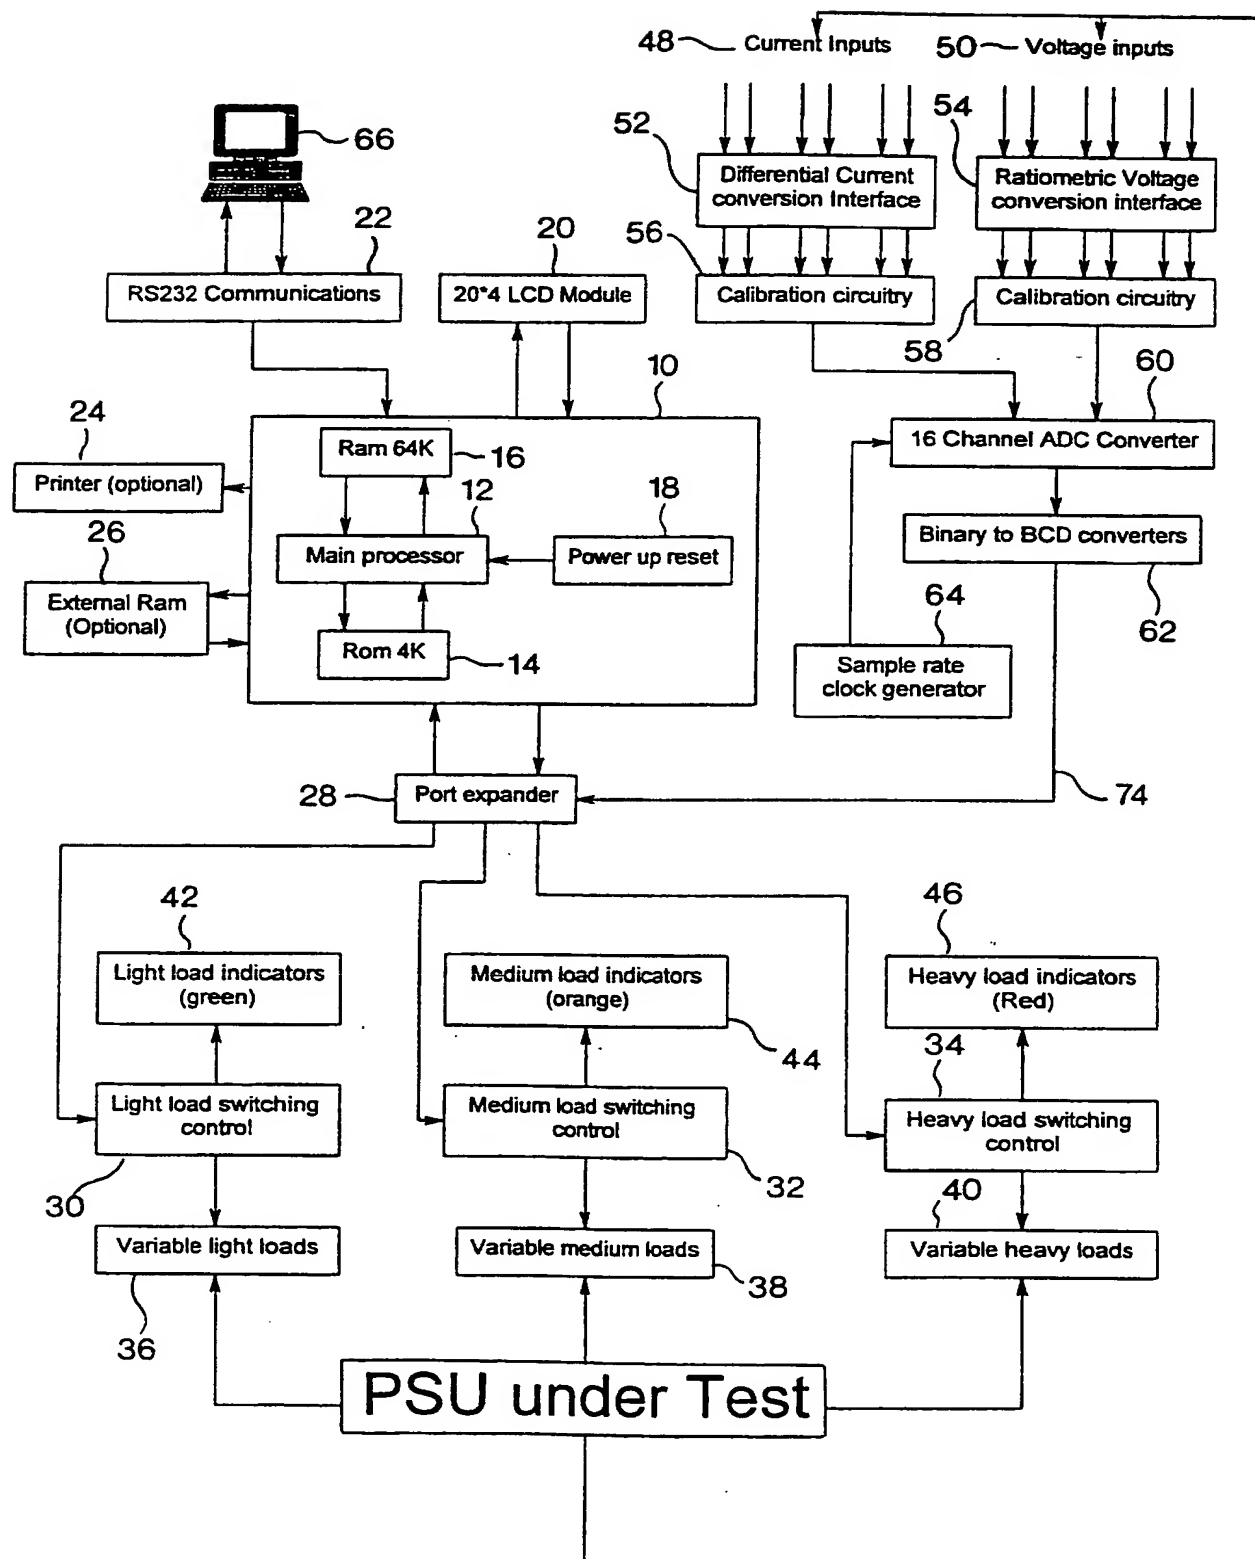 48 Current Inputs
50 Voltage inputs
66
52
54
Differential Current
conversion Interface
Ratiometric Voltage
conversion interface
22
20
56
RS232 Communications
20*4 LCD Module
Calibration circuitry
Calibration circuitry
58
10
60
24
Ram 64K
16
16 Channel ADC Converter
Printer (optional)
12
18
26
Main processor
Power up reset
Binary to BCD converters
External Ram
(Optional)
62
64
Rom 4K
14
Sample rate
clock generator
28
Port expander
74
42
46
Light load indicators
(green)
Medium load indicators
(orange)
Heavy load indicators
(Red)
44
34
Light load switching
control
Medium load switching
control
Heavy load switching
control
30
32
40
Variable light loads
Variable medium loads
Variable heavy loads
38
36
PSU under Test